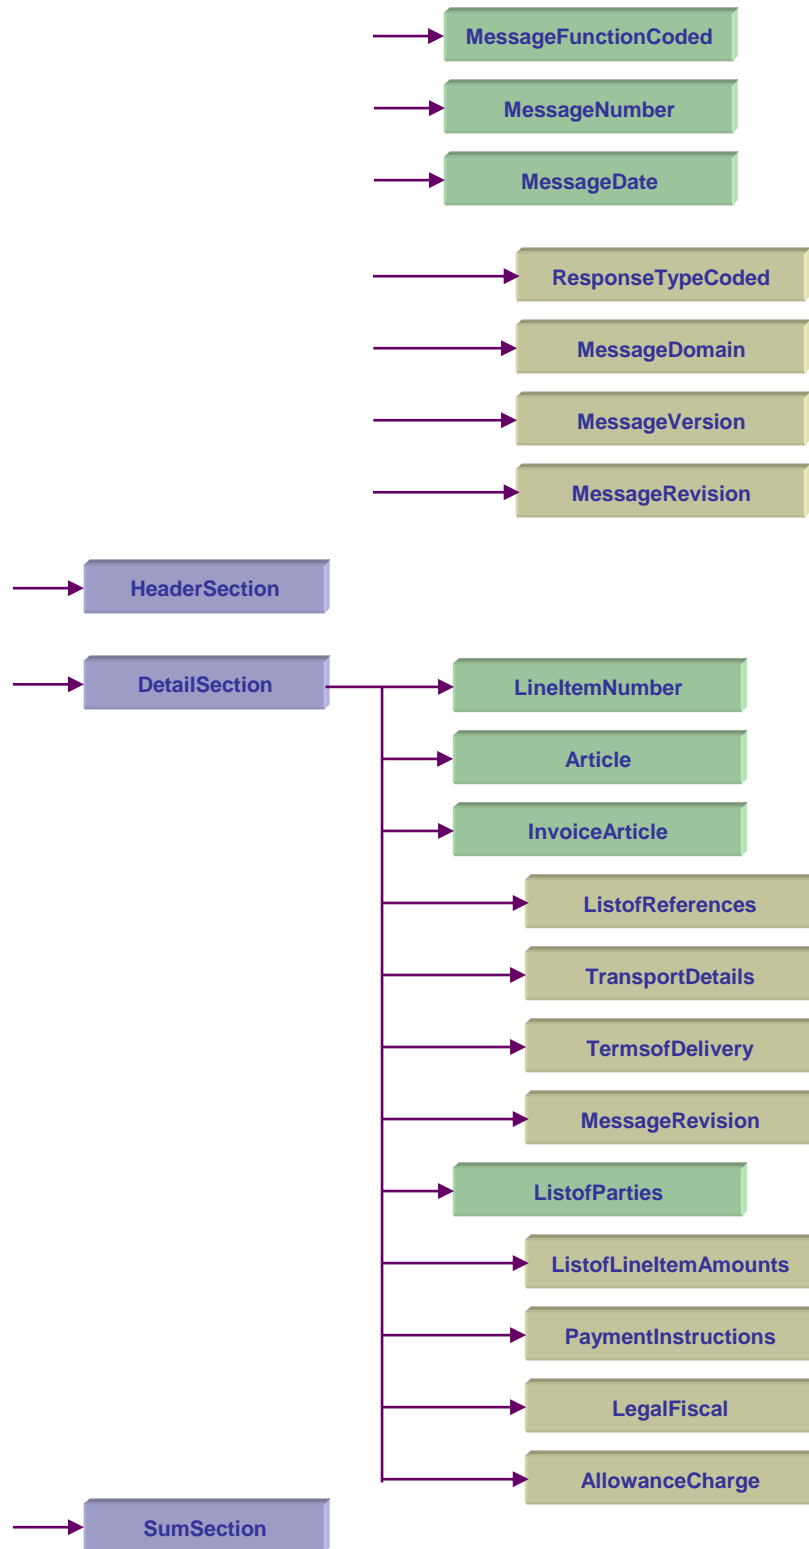 MessageFunctionCoded
MessageNumber
MessageDate
ResponseTypeCoded
MessageDomain
MessageVersion
MessageRevision
HeaderSection
DetailSection
LineItemNumber
Article
InvoiceArticle
ListofReferences
TransportDetails
TermsofDelivery
MessageRevision
ListofParties
ListofLineItemAmounts
PaymentInstructions
LegalFiscal
AllowanceCharge
SumSection